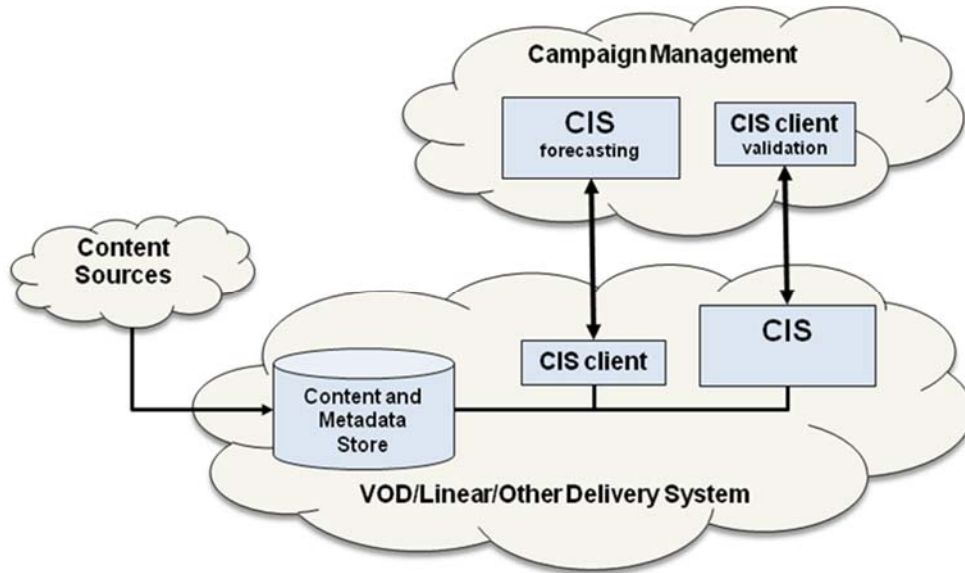 Campaign Management
CIS
forecasting
CIS client
validation
Content
Sources
CIS client
CIS
Content and
Metadata
Store
VOD/Linear/Other Delivery System